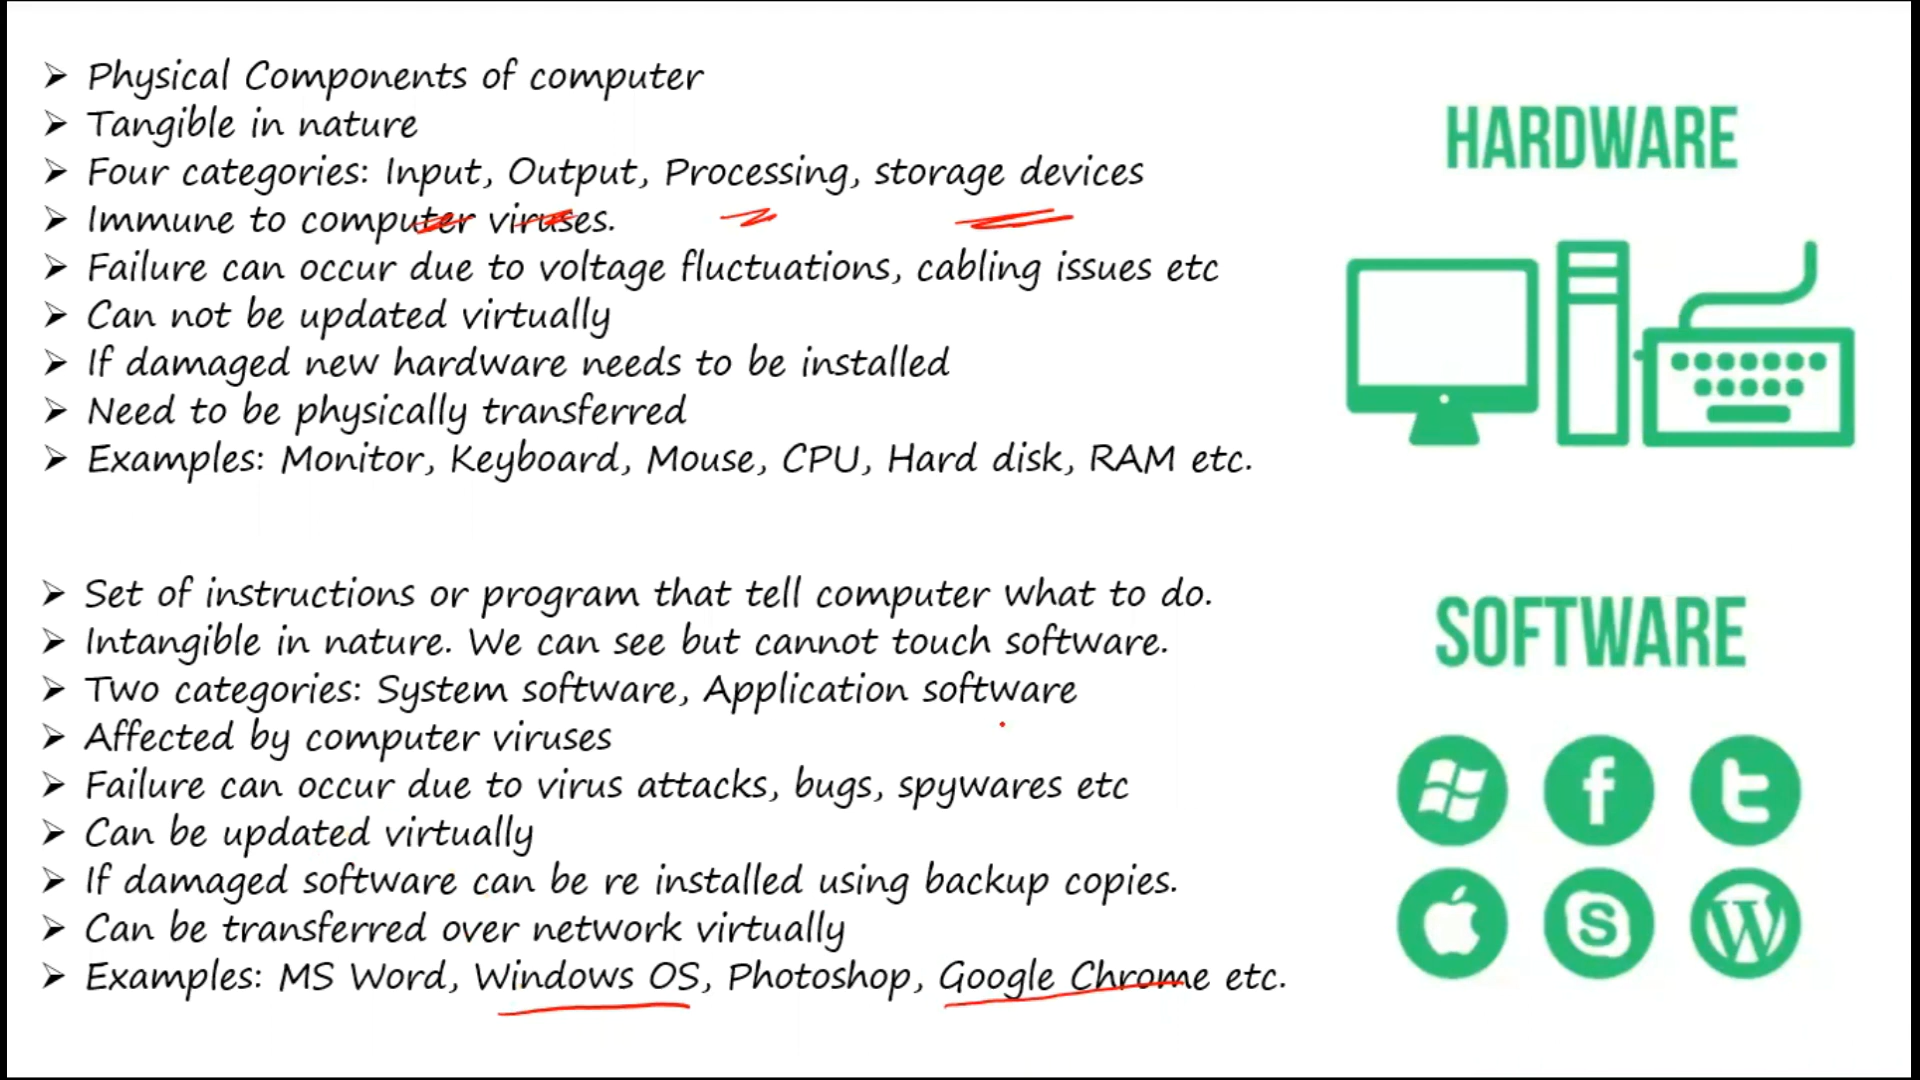 ➢ Physical Components of computer
➢ Tangible in nature
➢ Four categories: Input, Output, Processing, storage devices
➢ Immune to computer viruses.
➢ Failure can occur due to voltage fluctuations, cabling issues etc
➢ Can not be updated virtually
➢ If damaged new hardware needs to be installed
➢ Need to be physically transferred
➢ Examples: Monitor, Keyboard, Mouse, CPU, Hard disk, RAM etc.
HARDWARE
➢ Set of instructions or program that tell computer what to do.
➢ Intangible in nature. We can see but cannot touch software.
➢ Two categories: System software, Application software
➢ Affected by computer viruses
➢ Failure can occur due to virus attacks, bugs, spywares etc
➢ Can be updated virtually
➢ If damaged software can be re installed using backup copies.
➢ Can be transferred over network virtually
➢ Examples: MS Word, Windows OS, Photoshop, Google Chrome etc.
SOFTWARE